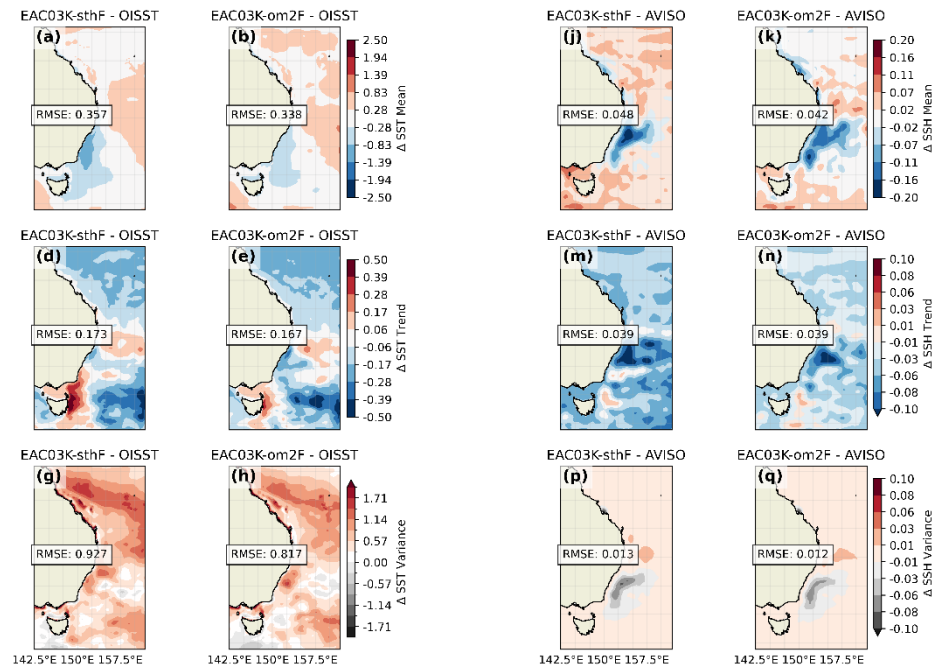 EAC03K-sthF - OISST
EAC03K-om2F - OISST
EAC03K-sthF - AVISO
EAC03K-om2F - AVISO
(a)
(b)
(j)
(k)
RMSE: 0.357
RMSE: 0.338
RMSE: 0.048
RMSE: 0.042
2.50
1.94
1.39
0.83
0.28
-0.28
-0.83
-1.39
-1.94
-2.50
Δ SST Mean
0.20
0.16
0.11
0.07
0.02
-0.02
-0.07
-0.11
-0.16
-0.20
Δ SSH Mean
EAC03K-sthF - OISST
EAC03K-om2F - OISST
EAC03K-sthF - AVISO
EAC03K-om2F - AVISO
(d)
(e)
(m)
(n)
RMSE: 0.173
RMSE: 0.167
RMSE: 0.039
RMSE: 0.039
0.50
0.39
0.28
0.17
0.06
-0.06
-0.17
-0.28
-0.39
-0.50
Δ SST Trend
0.10
0.08
0.06
0.03
0.01
-0.01
-0.03
-0.06
-0.08
-0.10
Δ SSH Trend
EAC03K-sthF - OISST
EAC03K-om2F - OISST
EAC03K-sthF - AVISO
EAC03K-om2F - AVISO
(g)
(h)
(p)
(q)
RMSE: 0.927
RMSE: 0.817
RMSE: 0.013
RMSE: 0.012
1.71
1.14
0.57
0.00
-0.57
-1.14
-1.71
Δ SST Variance
0.10
0.08
0.06
0.03
0.01
-0.01
-0.03
-0.06
-0.08
-0.10
Δ SSH Variance
142.5°E 150°E 157.5°E
142.5°E 150°E 157.5°E
142.5°E 150°E 157.5°E
142.5°E 150°E 157.5°E